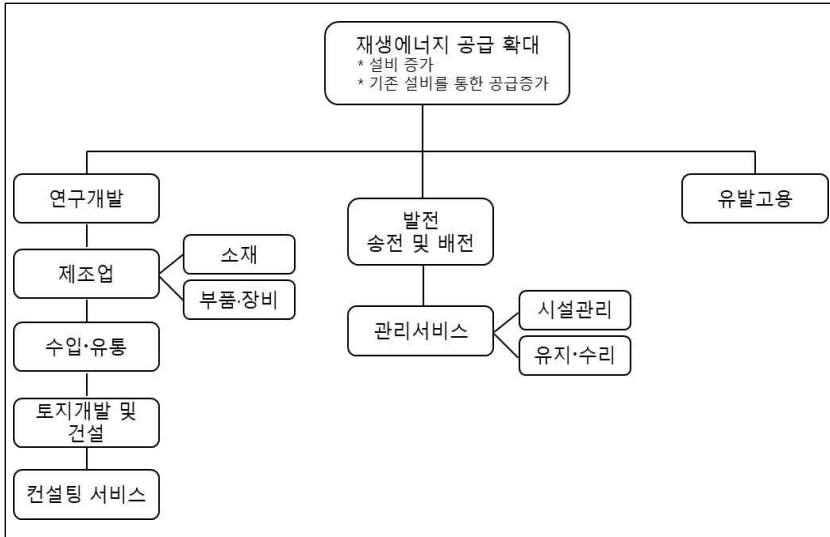 재생에너지 공급 확대
* 설비 증가
* 기존 설비를 통한 공급증가
연구개발
제조업
소재
부품·장비
수입·유통
토지개발 및
건설
컨설팅 서비스
발전
송전 및 배전
관리서비스
시설관리
유지·수리
유발고용